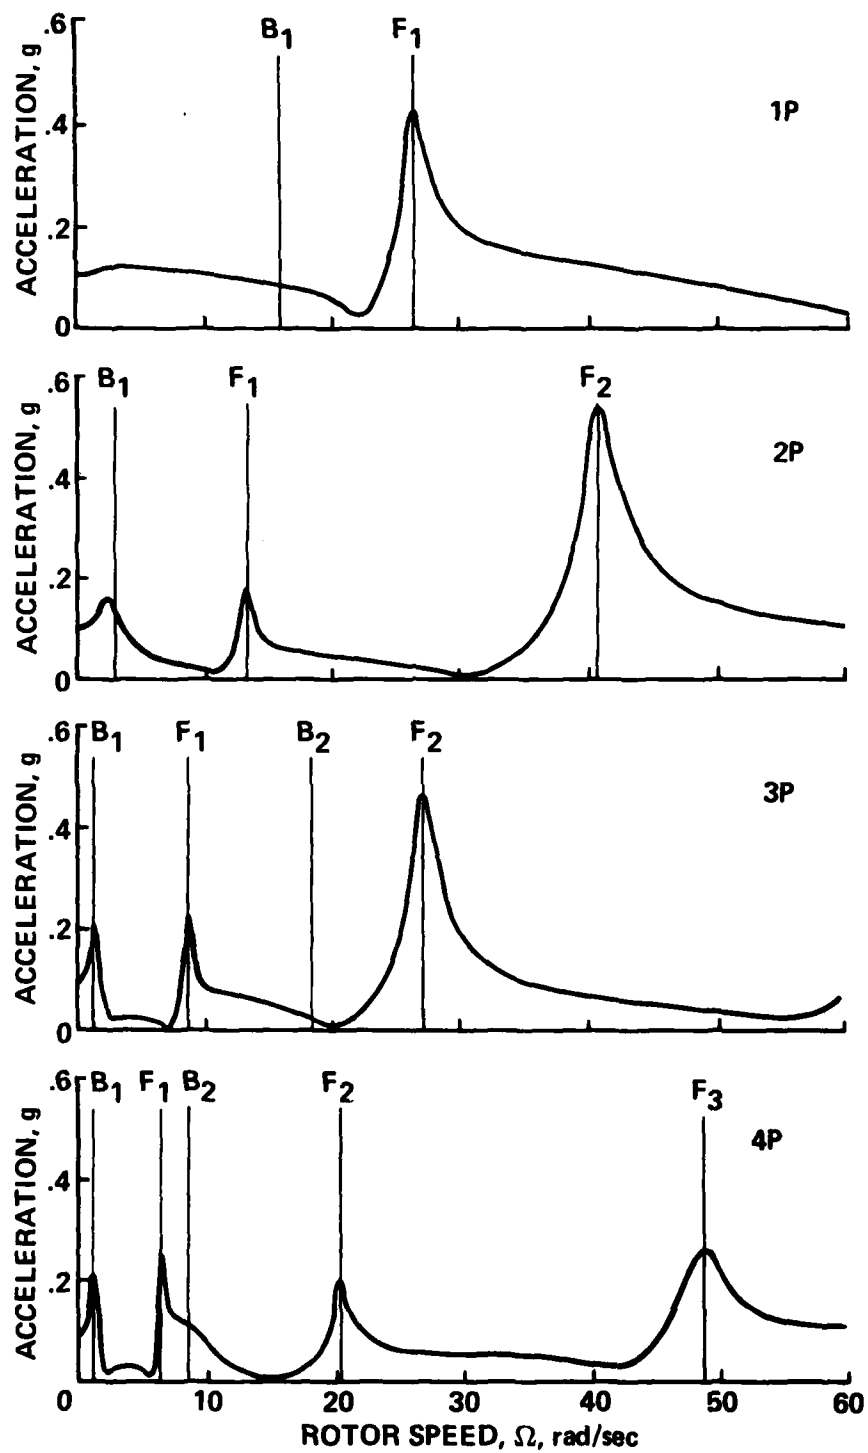 B1 F1
1P
ACCELERATION, g
.6
.4
.2
0
B1 F1 F2
2P
ACCELERATION, g
.6
.4
.2
0
B1 F1 B2 F2
3P
ACCELERATION, g
.6
.4
.2
0
B1 F1 B2 F2 F3
4P
ACCELERATION, g
.6
.4
.2
0 10 20 30 40 50 60
ROTOR SPEED, Ω, rad/sec